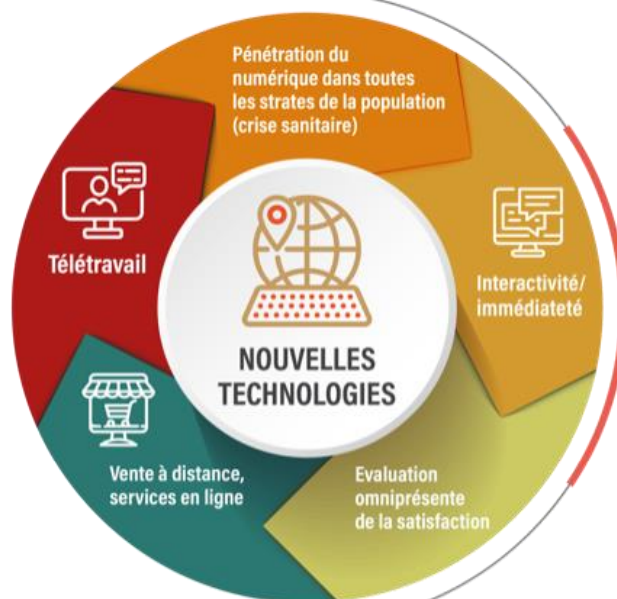 Pénétration du
numérique dans toutes
les strates de la population
(crise sanitaire)
Interactivité/
immédiateté
Evaluation
omniprésente
de la satisfaction
Vente à distance,
services en ligne
Télétravail
NOUVELLES
TECHNOLOGIES